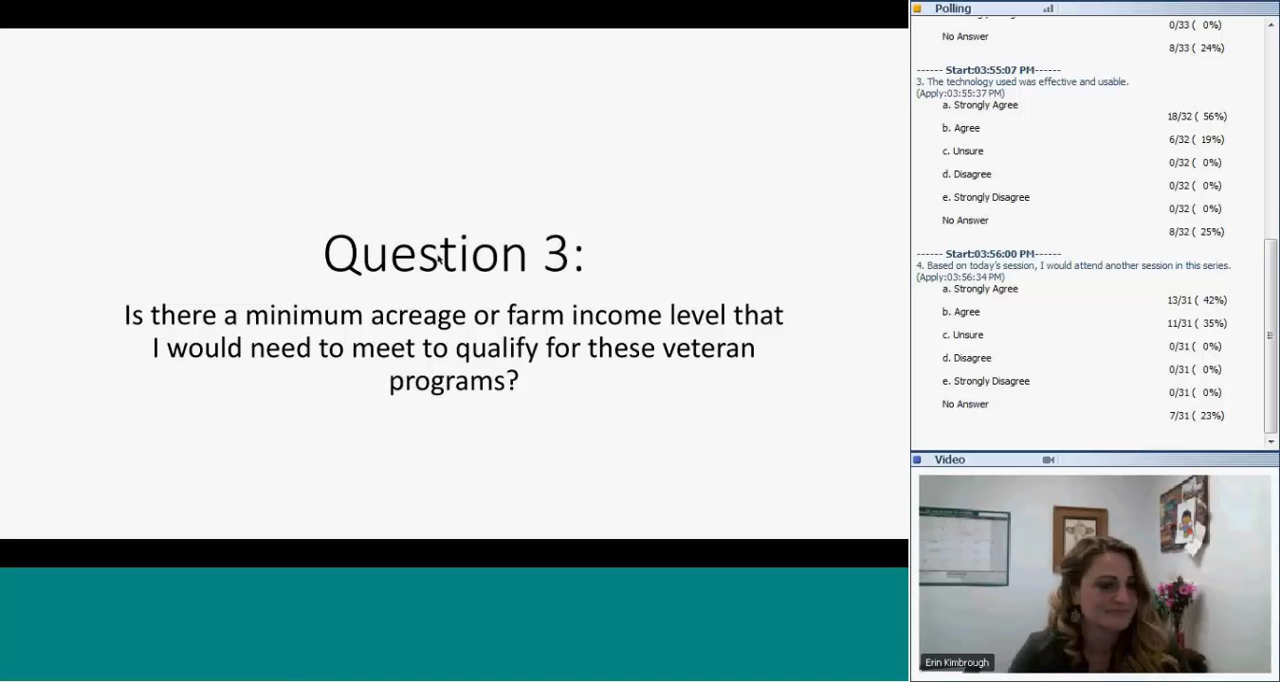 Question 3:
Is there a minimum acreage or farm income level that
I would need to meet to qualify for these veteran
programs?
Polling
0/33 ( 0%)
No Answer
8/33 ( 24%)
------ Start:03:55:07 PM------
3. The technology used was effective and usable.
(Apply:03:55:37 PM)
a. Strongly Agree
18/32 ( 56%)
b. Agree
6/32 ( 19%)
c. Unsure
0/32 ( 0%)
d. Disagree
0/32 ( 0%)
e. Strongly Disagree
0/32 ( 0%)
No Answer
8/32 ( 25%)
------ Start:03:56:00 PM------
4. Based on today's session, I would attend another session in this series.
(Apply:03:56:34 PM)
a. Strongly Agree
13/31 ( 42%)
b. Agree
11/31 ( 35%)
c. Unsure
0/31 ( 0%)
d. Disagree
0/31 ( 0%)
e. Strongly Disagree
0/31 ( 0%)
No Answer
7/31 ( 23%)
Video
Erin Kimbrough